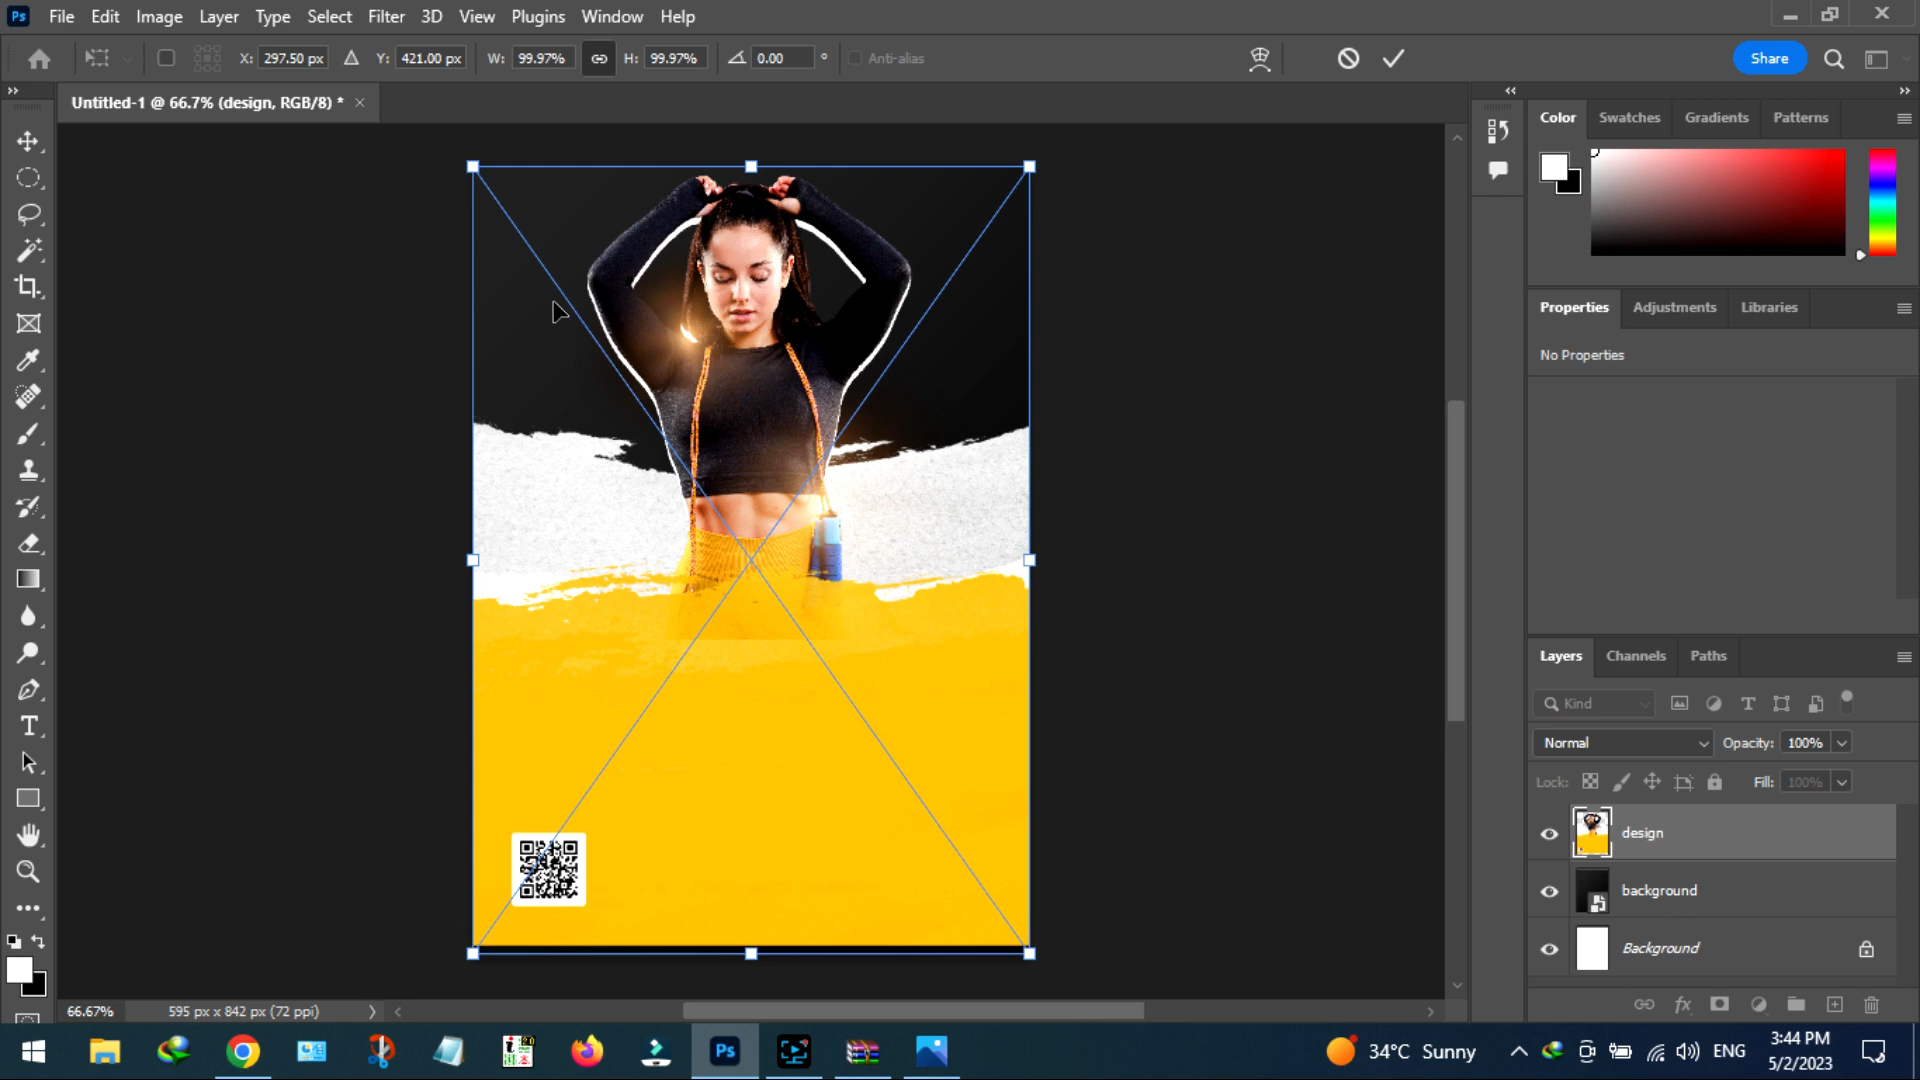 Ps File Edit Image Layer Type Select Filter 3D View Plugins Window Help
X: 297.50 px Y: 421.00 px W: 99.97% H: 99.97% 0.00 ° Anti-alias Share
Untitled-1 @ 66.7% (design, RGB/8) *
Color Swatches Gradients Patterns
Properties Adjustments Libraries
No Properties
Layers Channels Paths
Kind
Normal Opacity: 100%
Lock: Fill: 100%
design
background
Background
66.67% 595 px x 842 px (72 ppi)
Ps 34°C Sunny ENG 3:44 PM
5/2/2023